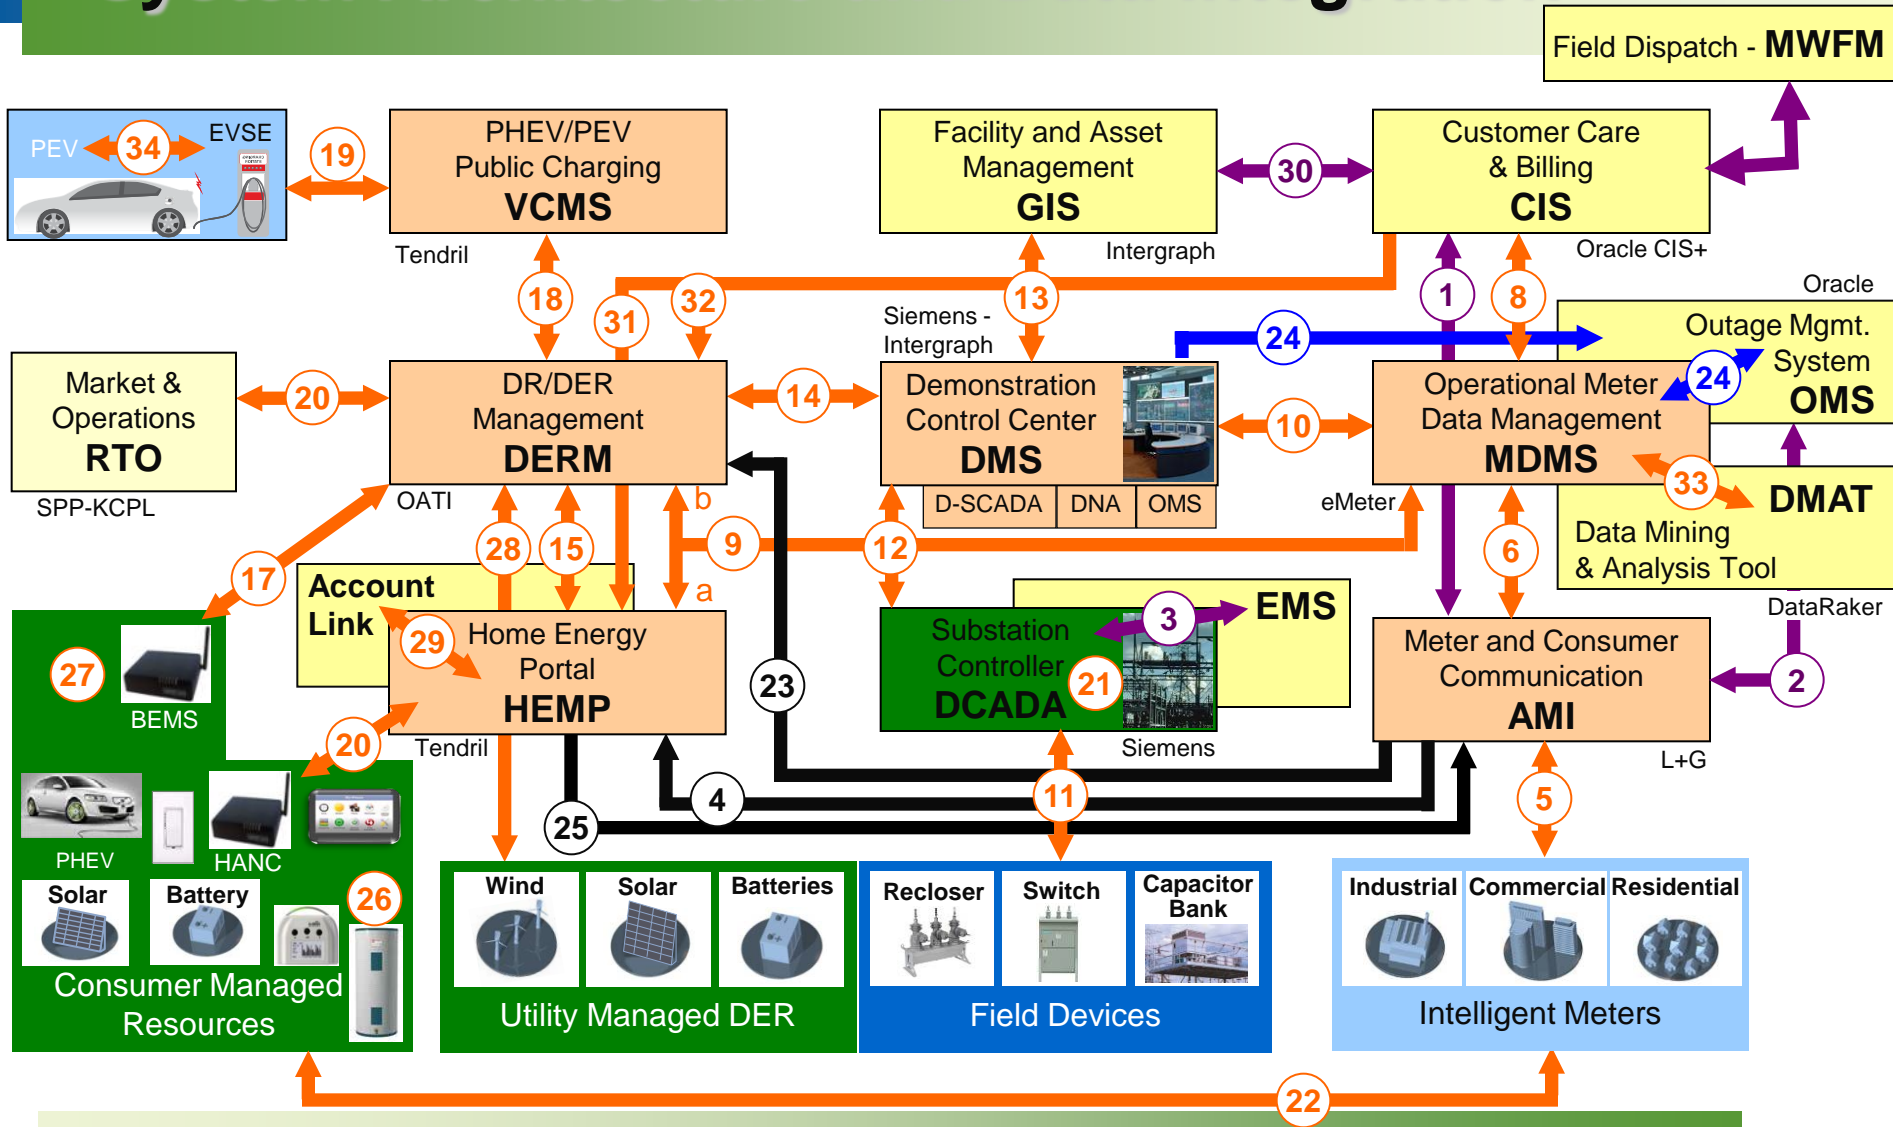 Field Dispatch - MWFM
PEV
34
EVSE
19
PHEV/PEV
Public Charging
VCMS
Tendril
Facility and Asset
Management
GIS
Intergraph
30
Customer Care
& Billing
CIS
Oracle CIS+
18
31
32
13
1
8
Oracle
Siemens -
Intergraph
24
Outage Mgmt.
System
OMS
24
Market &
Operations
RTO
SPP-KCPL
20
DR/DER
Management
DERM
OATI
14
Demonstration
Control Center
DMS
D-SCADA
DNA
OMS
10
Operational Meter
Data Management
MDMS
eMeter
33
DMAT
Data Mining
& Analysis Tool
DataRaker
b
17
28
15
9
12
6
a
Account
Link
29
Home Energy
Portal
HEMP
Tendril
3
EMS
Substation
Controller
DCADA
21
Siemens
Meter and Consumer
Communication
AMI
L+G
2
27
BEMS
20
23
4
25
11
5
PHEV
HANC
Solar
Battery
26
Consumer Managed
Resources
Wind
Solar
Batteries
Utility Managed DER
Recloser
Switch
Capacitor
Bank
Field Devices
Industrial
Commercial
Residential
Intelligent Meters
22